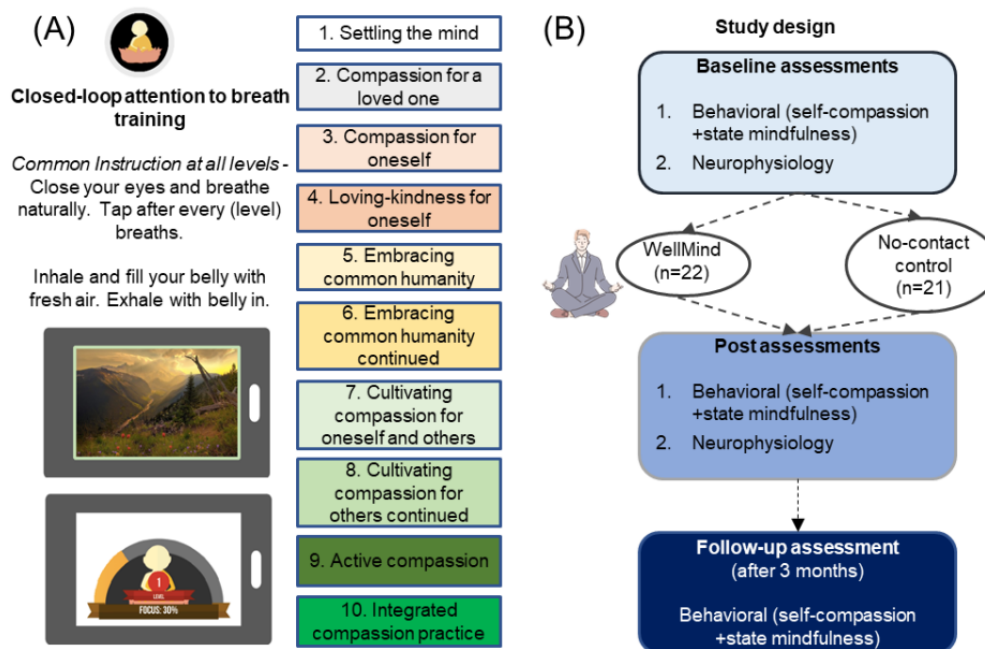 (A)
Closed-loop attention to breath
training
Common Instruction at all levels -
Close your eyes and breathe
naturally. Tap after every (level)
breaths.
Inhale and fill your belly with
fresh air. Exhale with belly in.
1
LEVEL
FOCUS: 30%
1. Settling the mind
2. Compassion for a
loved one
3. Compassion for
oneself
4. Loving-kindness for
oneself
5. Embracing
common humanity
6. Embracing
common humanity
continued
7. Cultivating
compassion for
oneself and others
8. Cultivating
compassion for
others continued
9. Active compassion
10. Integrated
compassion practice
(B)
Study design
Baseline assessments
1. Behavioral (self-compassion
+state mindfulness)
2. Neurophysiology
WellMind
(n=22)
No-contact
control
(n=21)
Post assessments
1. Behavioral (self-compassion
+state mindfulness)
2. Neurophysiology
Follow-up assessment
(after 3 months)
Behavioral (self-compassion
+state mindfulness)